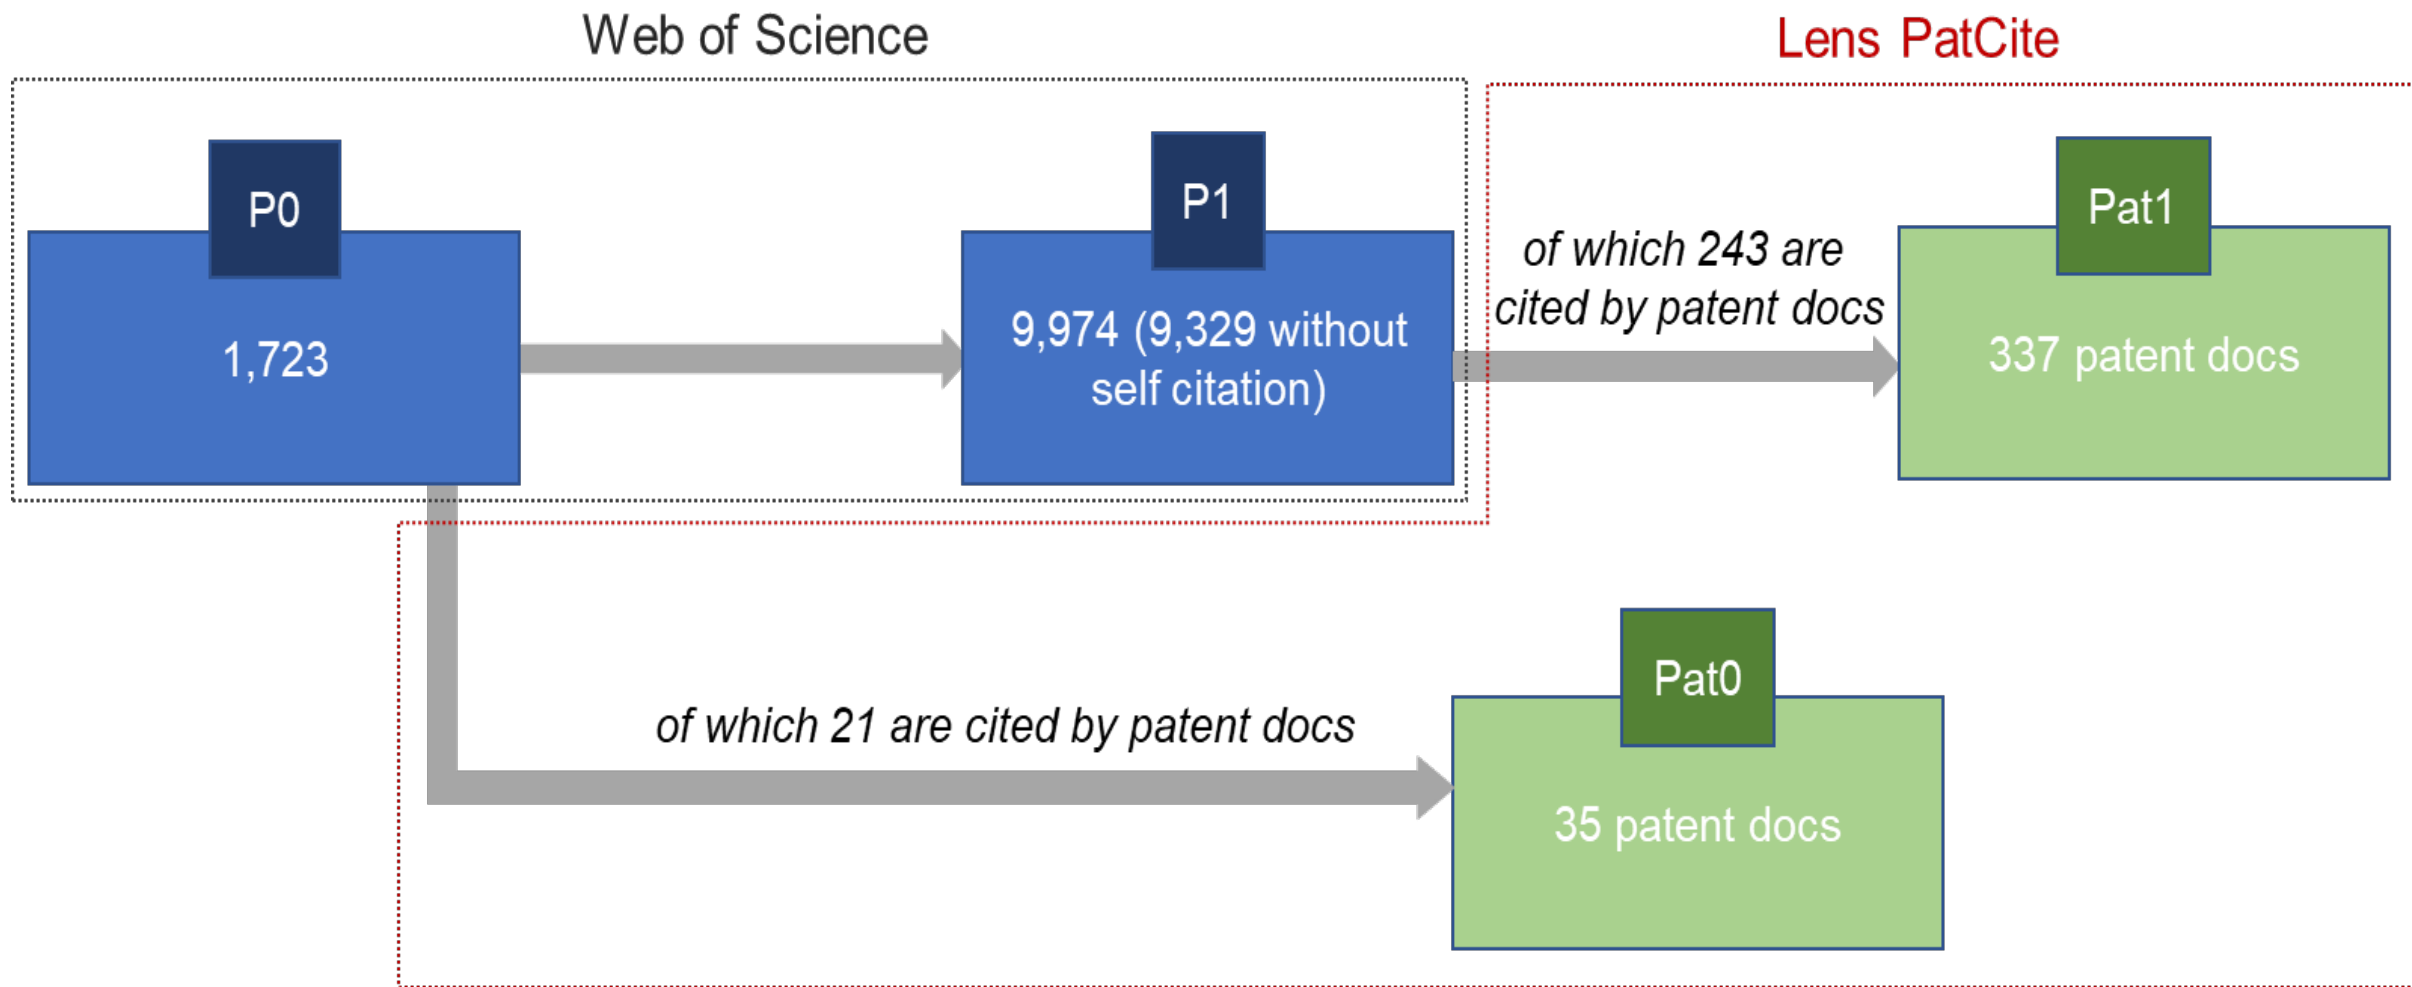 Web of Science
Lens PatCite
P0
1,723
P1
9,974 (9,329 without
self citation)
of which 243 are
cited by patent docs
Pat1
337 patent docs
of which 21 are cited by patent docs
Pat0
35 patent docs